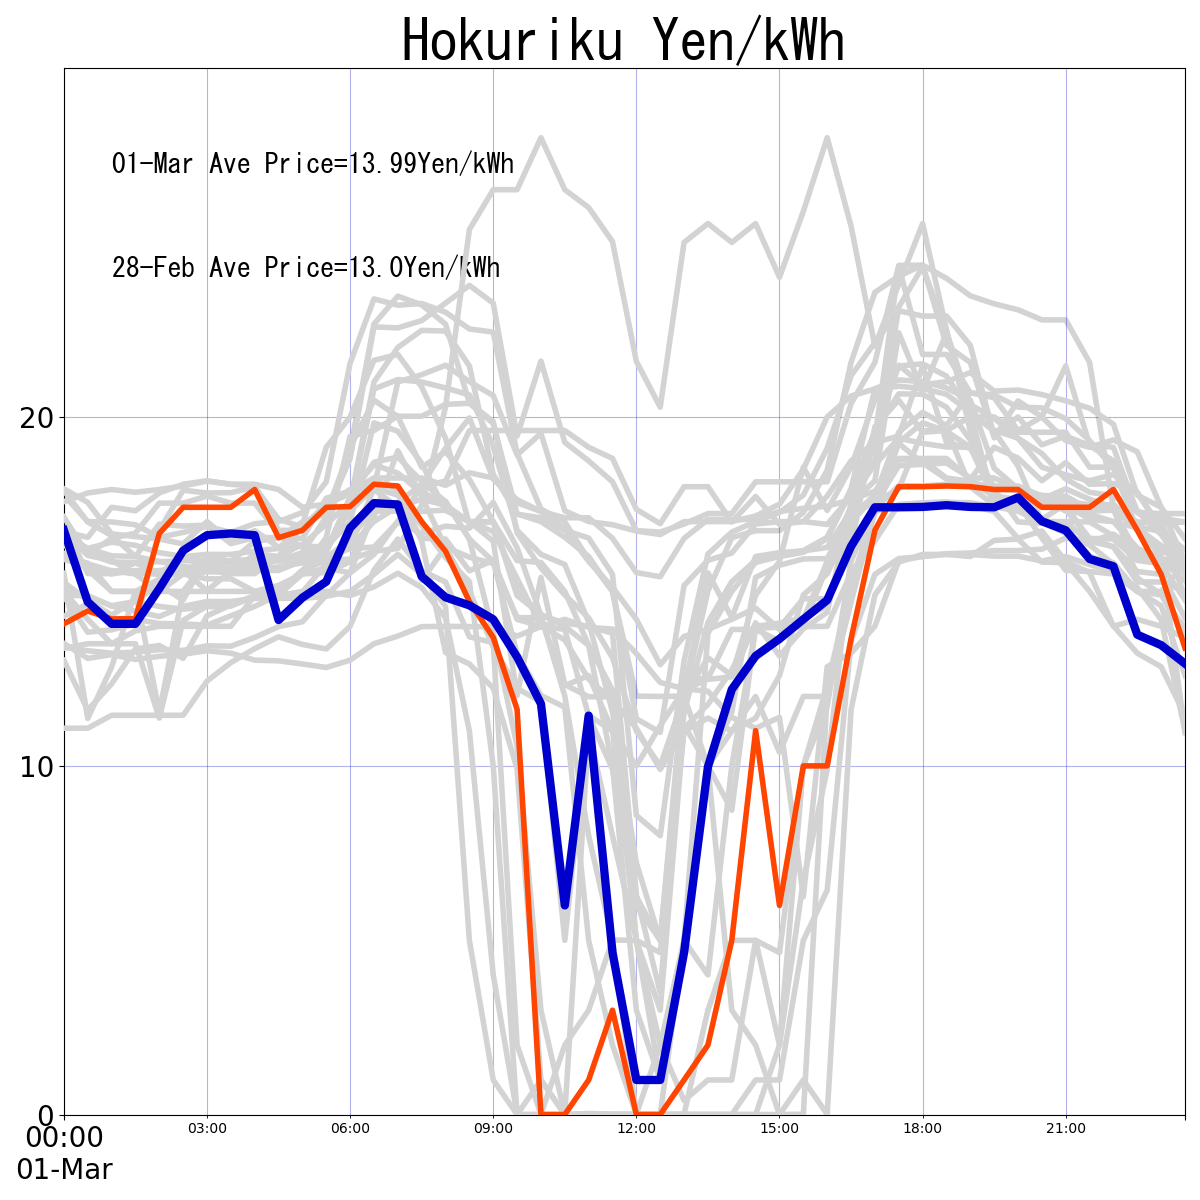 Hokuriku Yen/kWh
01-Mar Ave Price=13.99Yen/kWh
28-Feb Ave Price=13.0Yen/kWh
20
10
0
00:00 03:00 06:00 09:00 12:00 15:00 18:00 21:00
01-Mar